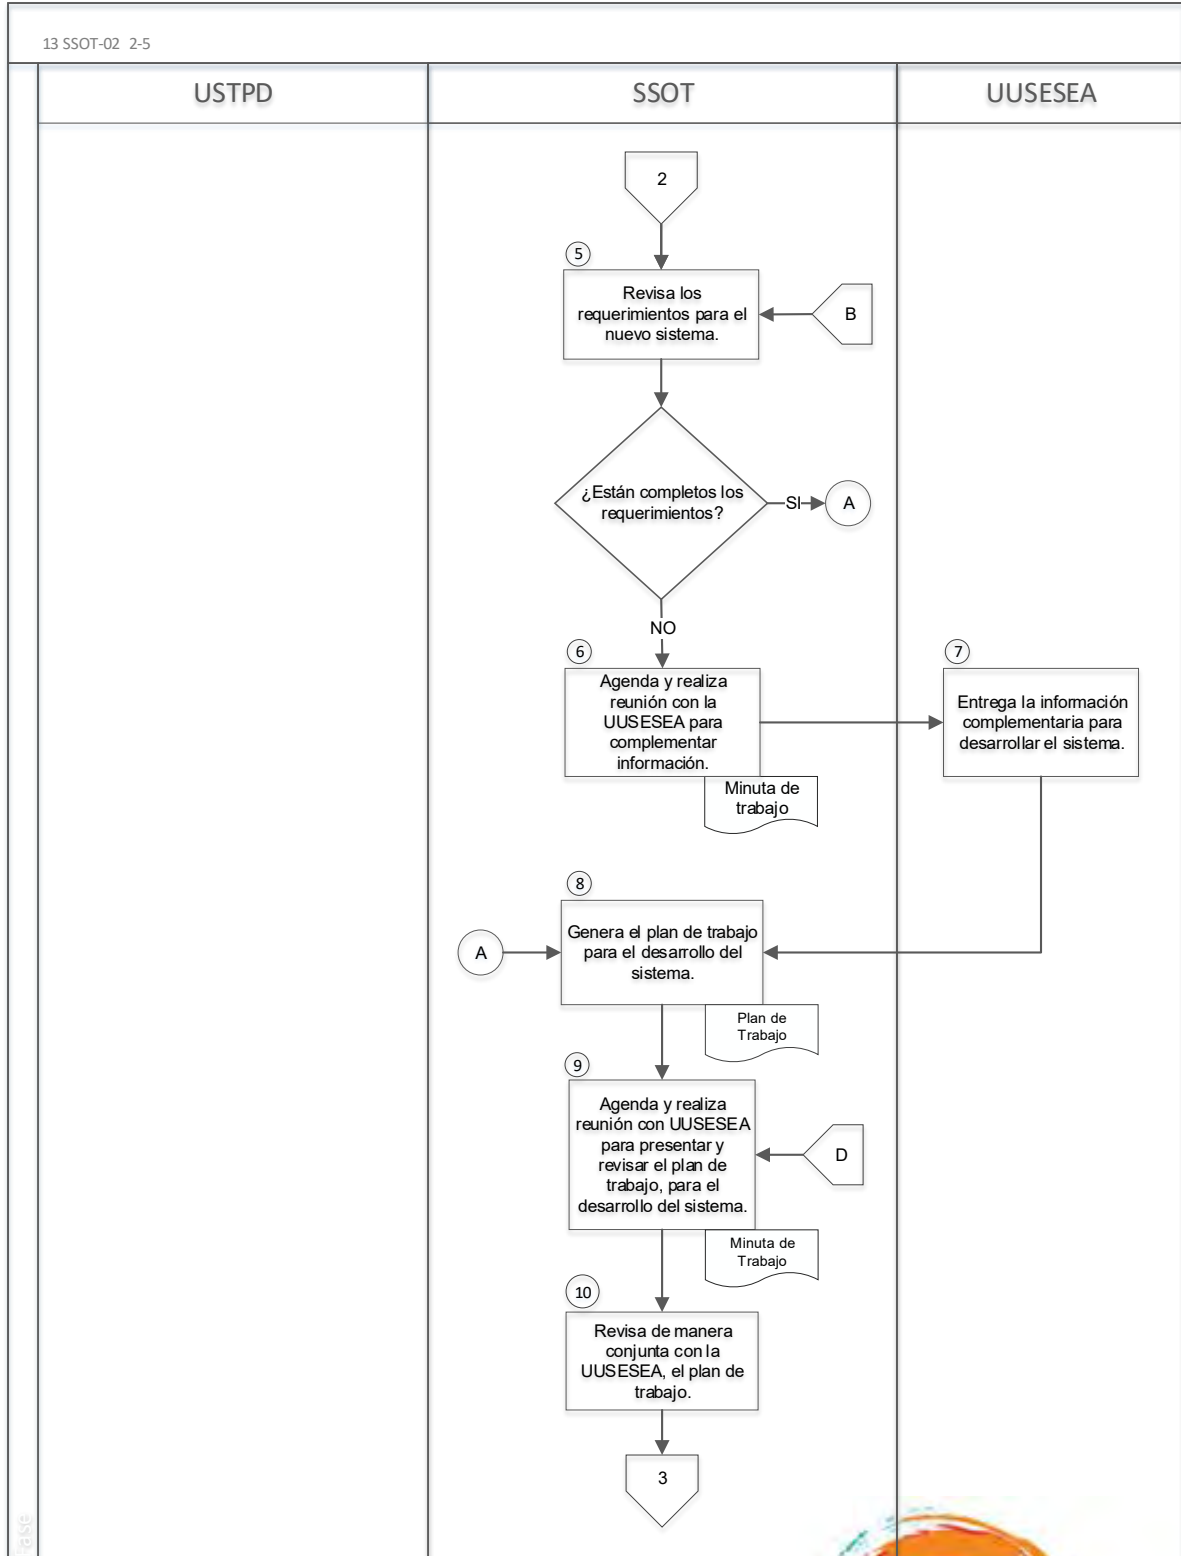 13 SSOT-02 2-5
USTPD
SSOT
UUSESEA
2
5
Revisa los
requerimientos para el
nuevo sistema.
B
¿Están completos los
requerimientos?
SI
A
NO
6
Agenda y realiza
reunión con la
UUSESEA para
complementar
información.
Minuta de
trabajo
7
Entrega la información
complementaria para
desarrollar el sistema.
8
A
Genera el plan de trabajo
para el desarrollo del
sistema.
Plan de
Trabajo
9
Agenda y realiza
reunión con UUSESEA
para presentar y
revisar el plan de
trabajo, para el
desarrollo del sistema.
D
Minuta de
Trabajo
10
Revisa de manera
conjunta con la
UUSESEA, el plan de
trabajo.
3
Fase